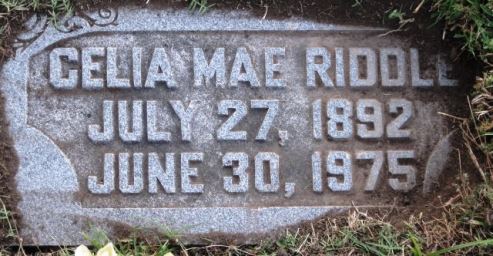 CELIA MAE RIDDLE
JULY 27, 1892
JUNE 30, 1975